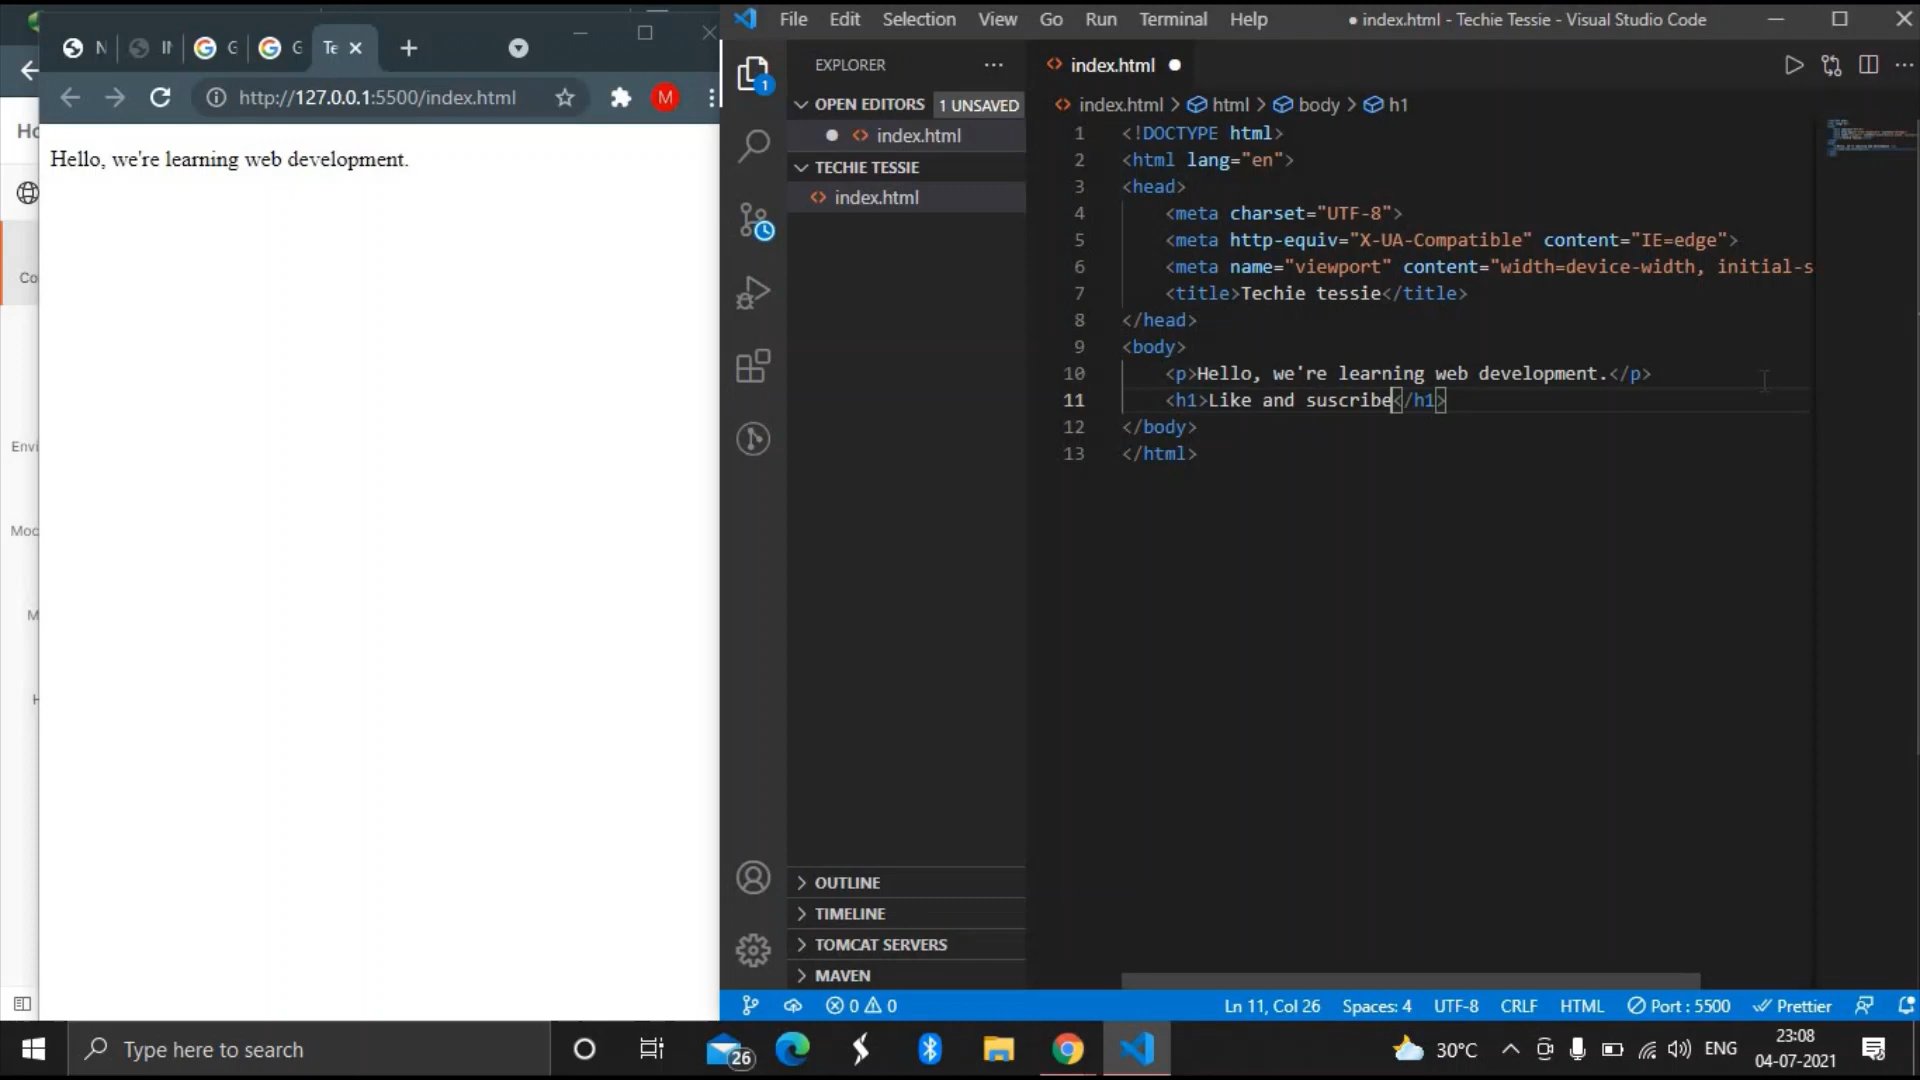 N
G
G
Te
http://127.0.0.1:5500/index.html
M
Ho
Co
Envi
Moc
M
H
Hello, we're learning web development.
File Edit Selection View Go Run Terminal Help
● index.html - Techie Tessie - Visual Studio Code
EXPLORER
1
OPEN EDITORS 1 UNSAVED
index.html
TECHIE TESSIE
index.html
OUTLINE
TIMELINE
TOMCAT SERVERS
MAVEN
index.html
index.html > html > body > h1
1 <!DOCTYPE html>
2 <html lang="en">
3 <head>
4 <meta charset="UTF-8">
5 <meta http-equiv="X-UA-Compatible" content="IE=edge">
6 <meta name="viewport" content="width=device-width, initial-s
7 <title>Techie tessie</title>
8 </head>
9 <body>
10 <p>Hello, we're learning web development.</p>
11 <h1>Like and suscribe</h1>
12 </body>
13 </html>
0 0 Ln 11, Col 26 Spaces: 4 UTF-8 CRLF HTML Port : 5500 Prettier
Type here to search
26
30°C
ENG
23:08
04-07-2021